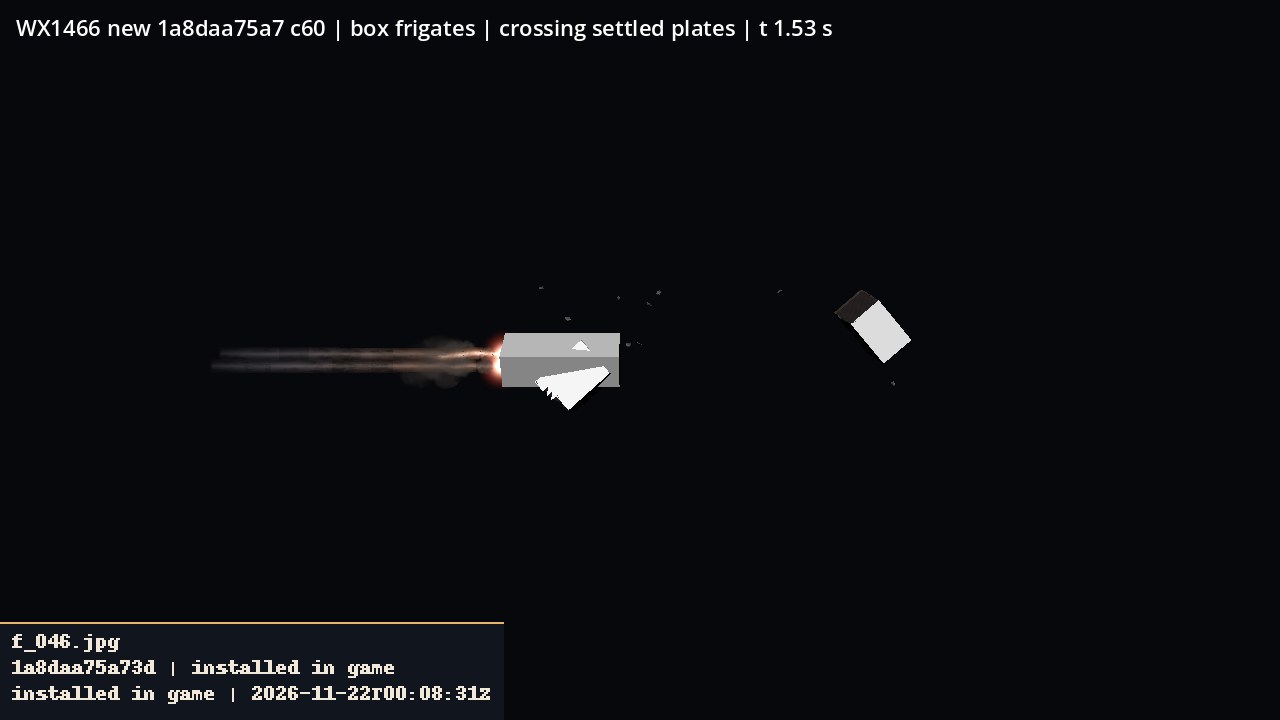 WX1466 new 1a8daa75a7 c60 | box frigates | crossing settled plates | t 1.53 s
f_046.jpg
1a8daa75a73d | installed in game
installed in game | 2026-11-22T00:08:31Z